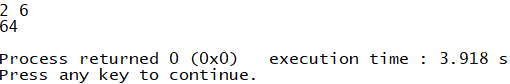 2 6
64
Process returned 0 (0x0)   execution time : 3.918 s
Press any key to continue.